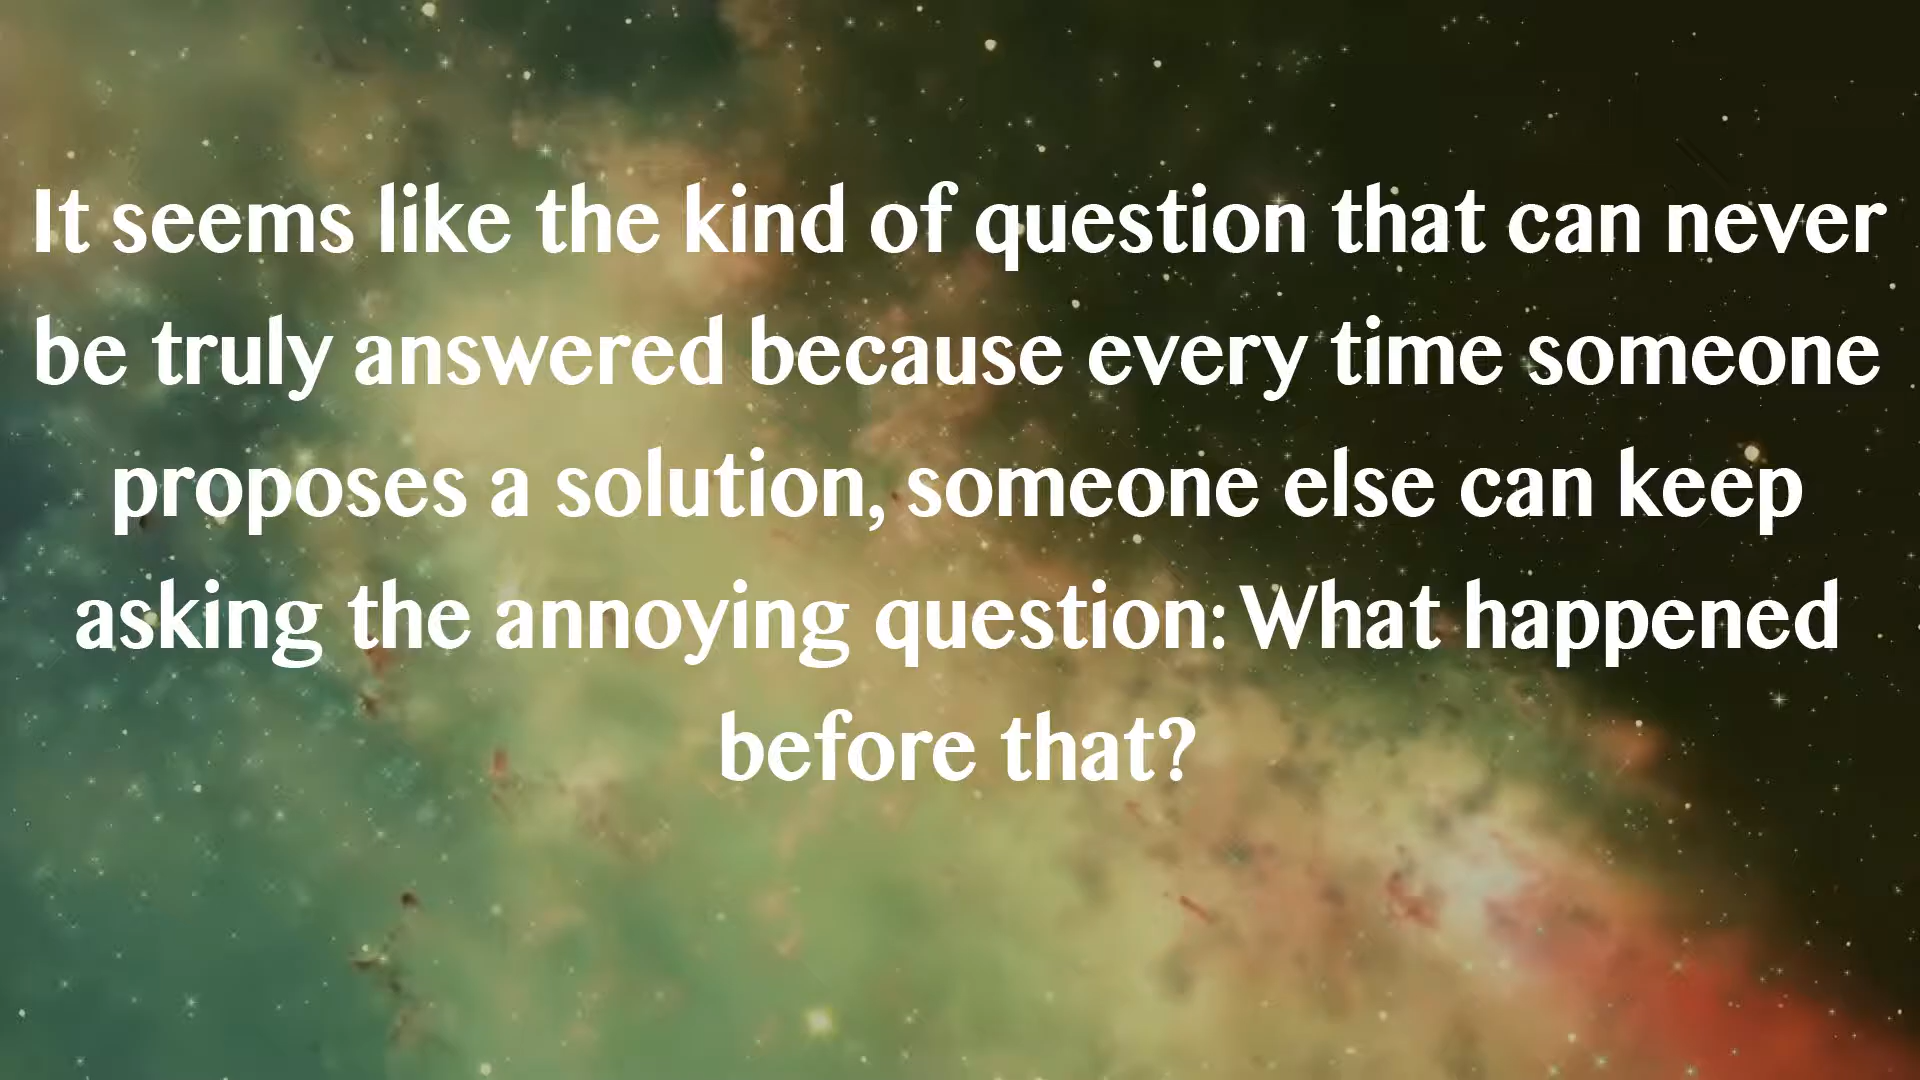 It seems like the kind of question that can never
be truly answered because every time someone
proposes a solution, someone else can keep
asking the annoying question: What happened
before that?